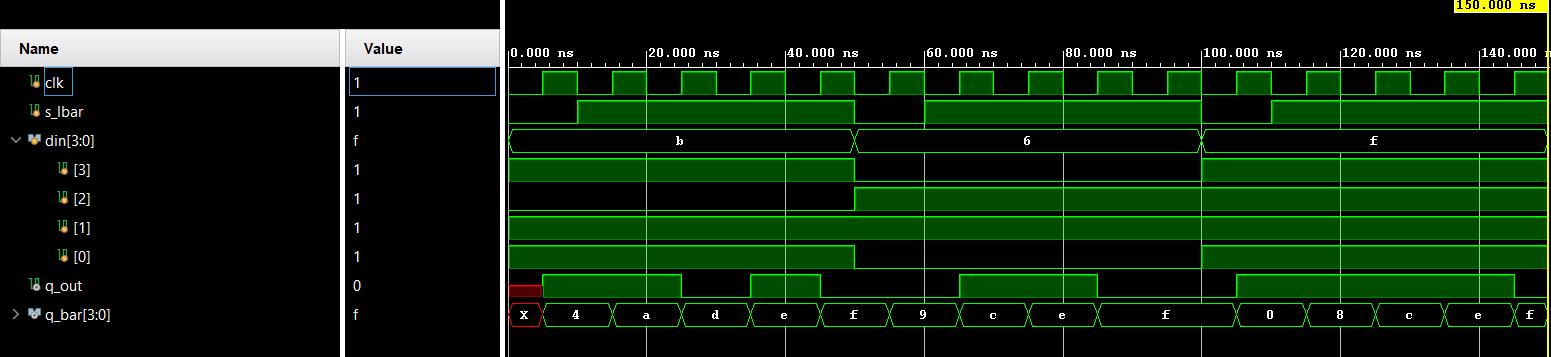 150.000 ns
Name Value
0.000 ns 20.000 ns 40.000 ns 60.000 ns 80.000 ns 100.000 ns 120.000 ns 140.000 n
clk 1
s_lbar 1
din[3:0] f b 6 f
[3] 1
[2] 1
[1] 1
[0] 1
q_out 0
q_bar[3:0] f X 4 a d e f 9 c e f 0 8 c e f